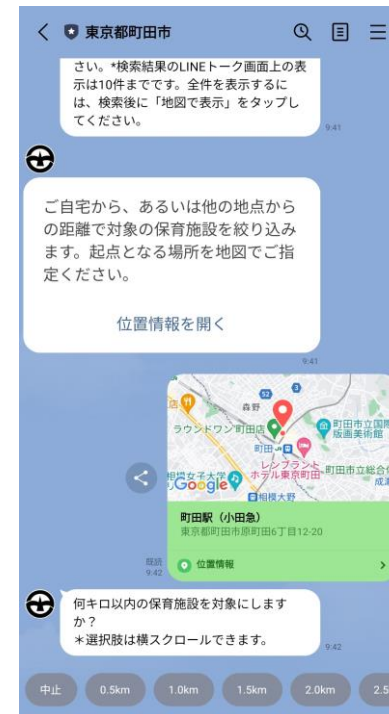 東京都町田市
さい。*検索結果のLINEトーク画面上の表
示は10件までです。全件を表示するに
は、検索後に「地図で表示」をタップし
てください。
9:41
ご自宅から、あるいは他の地点から
の距離で対象の保育施設を絞り込み
ます。起点となる場所を地図でご指
定ください。
位置情報を開く
9:41
52
3
森野
ラウンドワン町田店
町田市立国際
版画美術館
町田
レンブラント
ホテル東京町田
町田市立総合体
相模女子大
成瀬
Google
相模大野
町田駅（小田急）
東京都町田市原町田6丁目12-20
既読
9:42
位置情報
何キロ以内の保育施設を対象にします
か？
＊選択肢は横スクロールできます。
9:42
中止
0.5km
1.0km
1.5km
2.0km
2.5